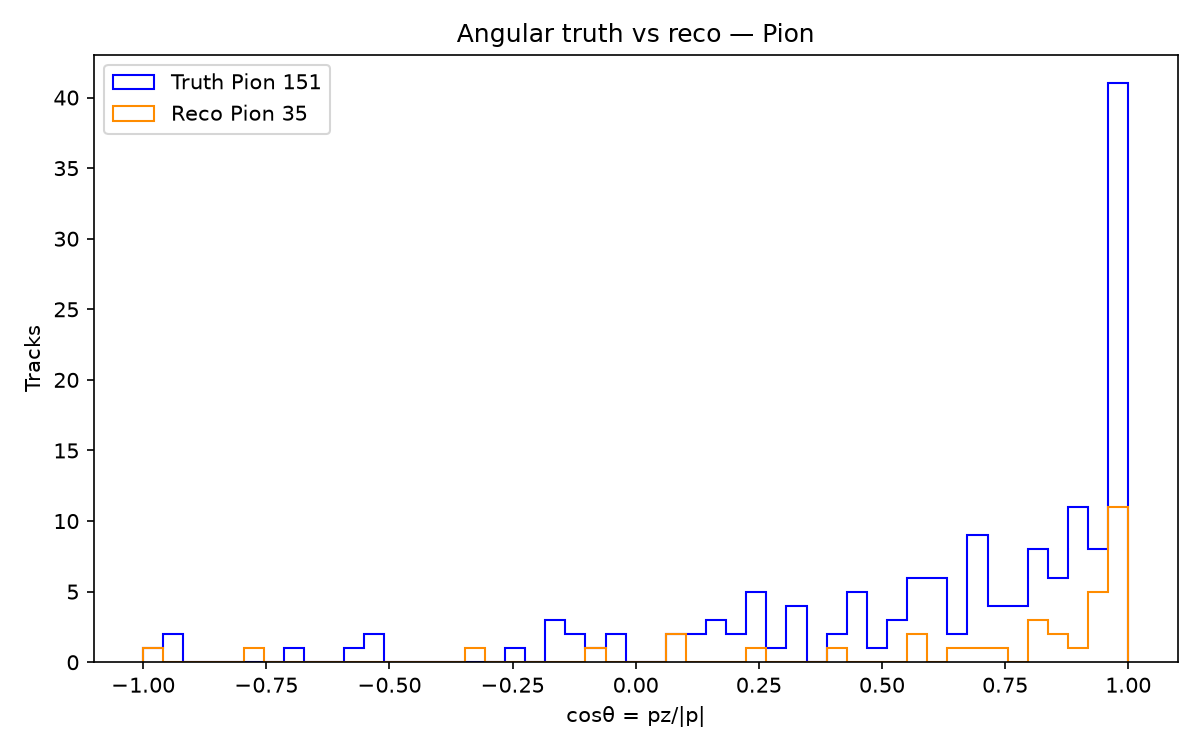 Angular truth vs reco — Pion
Truth Pion 151
Reco Pion 35
Tracks
40
35
30
25
20
15
10
5
0
−1.00 −0.75 −0.50 −0.25 0.00 0.25 0.50 0.75 1.00
cosθ = pz/|p|